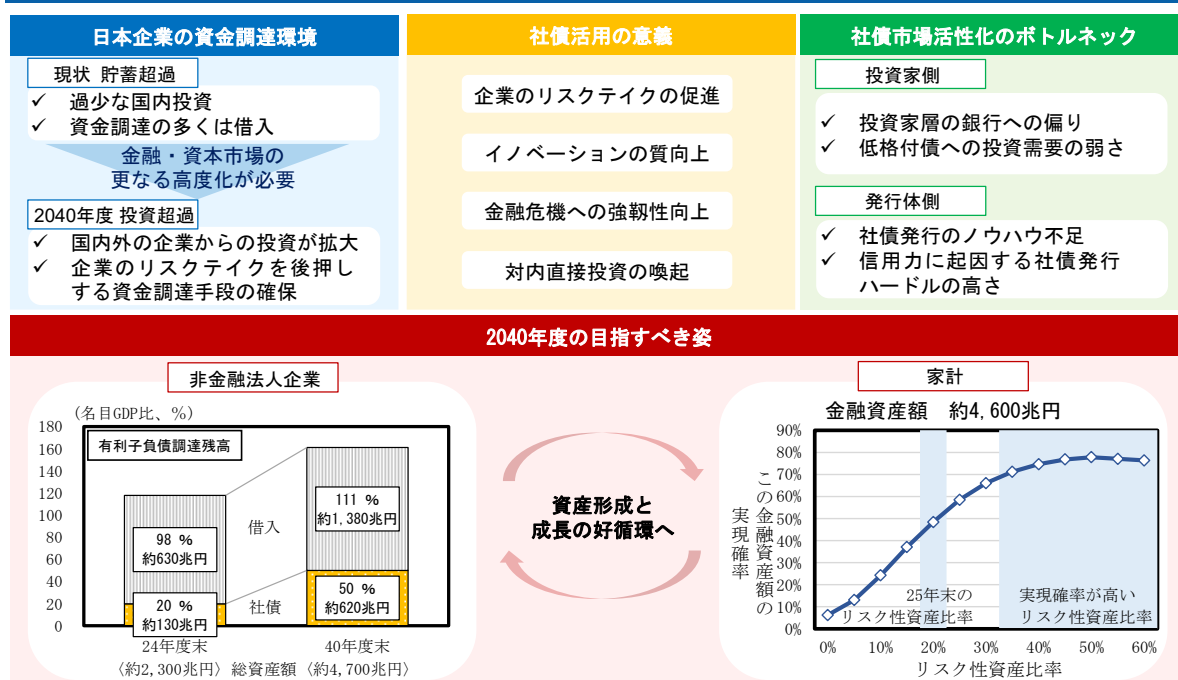 日本企業の資金調達環境
現状 貯蓄超過
✓ 過少な国内投資
✓ 資金調達の多くは借入
金融・資本市場の
更なる高度化が必要
2040年度 投資超過
✓ 国内外の企業からの投資が拡大
✓ 企業のリスクテイクを後押し
する資金調達手段の確保
社債活用の意義
企業のリスクテイクの促進
イノベーションの質向上
金融危機への強靭性向上
対内直接投資の喚起
社債市場活性化のボトルネック
投資家側
✓ 投資家層の銀行への偏り
✓ 低格付債への投資需要の弱さ
発行体側
✓ 社債発行のノウハウ不足
✓ 信用力に起因する社債発行
ハードルの高さ
2040年度の目指すべき姿
非金融法人企業
(名目GDP比、%)
有利子負債調達残高
180
160
140
120
100
80
60
40
20
0
98 %
約630兆円
20 %
約130兆円
借入
社債
111 %
約1,380兆円
50 %
約620兆円
24年度末
40年度末
〈約2,300兆円〉 総資産額 〈約4,700兆円〉
資産形成と
成長の好循環へ
家計
金融資産額 約4,600兆円
この金融資産額の
実現確率
90%
80%
70%
60%
50%
40%
30%
20%
10%
0%
25年末の
リスク性資産比率
実現確率が高い
リスク性資産比率
0% 10% 20% 30% 40% 50% 60%
リスク性資産比率